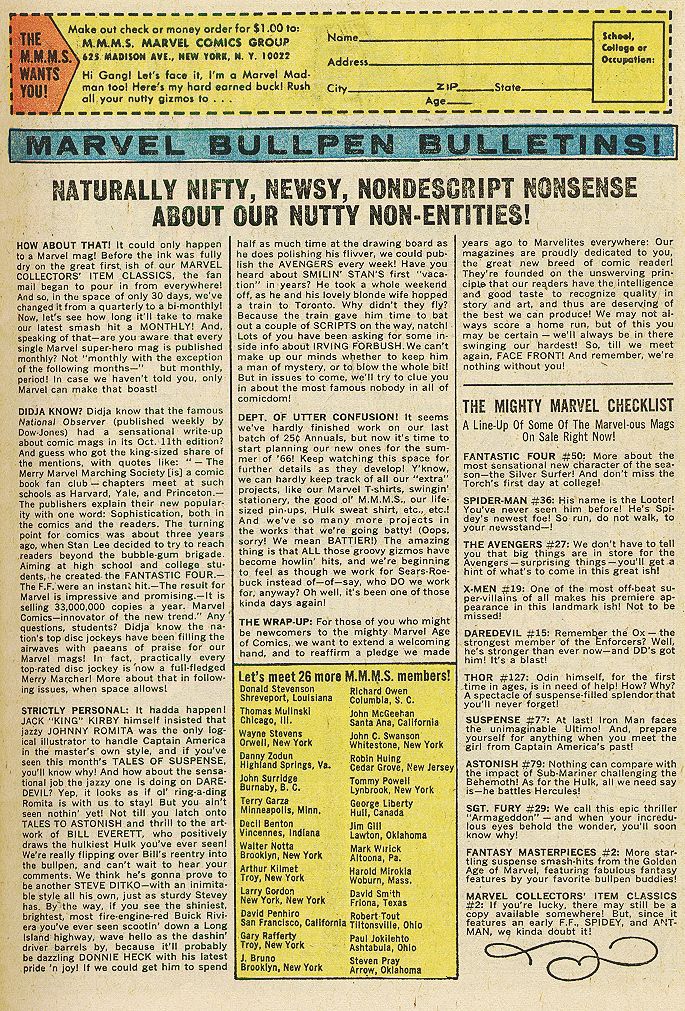 THE
M.M.M.S.
WANTS
YOU!
Make out check or money order for $1.00 to:
M.M.M.S. MARVEL COMICS GROUP
625 MADISON AVE., NEW YORK, N. Y. 10022
Hi Gang! Let's face it, I'm a Marvel Mad-
man too! Here's my hard earned buck! Rush
all your nutty gizmos to . . .
Name
Address
City ZIP State
Age
School,
College or
Occupation:
MARVEL BULLPEN BULLETINS!
NATURALLY NIFTY, NEWSY, NONDESCRIPT NONSENSE
ABOUT OUR NUTTY NON-ENTITIES!
HOW ABOUT THAT! It could only happen
to a Marvel mag! Before the ink was fully
dry on the great first ish of our MARVEL
COLLECTORS' ITEM CLASSICS, the fan
mail began to pour in from everywhere!
And so, in the space of only 30 days, we've
changed it from a quarterly to a bi-monthly!
Now, let's see how long it'll take to make
our latest smash hit a MONTHLY! And,
speaking of that—are you aware that every
single Marvel super-hero mag is published
monthly? Not "monthly with the exception
of the following months—" but monthly,
period! In case we haven't told you, only
Marvel can make that boast!
DIDJA KNOW? Didja know that the famous
National Observer (published weekly by
Dow-Jones) had a sensational write-up
about comic mags in its Oct. 11th edition?
And guess who got the king-sized share of
the mentions, with quotes like: "—The
Merry Marvel Marching Society [is] a comic
book fan club—chapters meet at such
schools as Harvard, Yale, and Princeton.—
The publishers explain their new popular-
ity with one word: Sophistication, both in
the comics and the readers. The turning
point for comics was about three years
ago, when Stan Lee decided to try to reach
readers beyond the bubble-gum brigade.
Aiming at high school and college stu-
dents, he created the FANTASTIC FOUR.—
The F.F. were an instant hit.—The result for
Marvel is impressive and promising.—It is
selling 33,000,000 copies a year. Marvel
Comics—innovator of the new trend." Any
questions, students? Didja know the na-
tion's top disc jockeys have been filling the
airwaves with paeans of praise for our
Marvel mags! In fact, practically every
top-rated disc jockey is now a full-fledged
Merry Marcher! More about that in follow-
ing issues, when space allows!
STRICTLY PERSONAL: It hadda happen!
JACK "KING" KIRBY himself insisted that
jazzy JOHNNY ROMITA was the only log-
ical illustrator to handle Captain America
in the master's own style, and if you've
seen this month's TALES OF SUSPENSE,
you'll know why! And how about the sensa-
tional job the jazzy one is doing on DARE-
DEVIL? Yep, it looks as if ol' ring-a-ding
Romita is with us to stay! But you ain't
seen nothin' yet! Not till you latch onto
TALES TO ASTONISH and thrill to the art-
work of BILL EVERETT, who positively
draws the hulkiest Hulk you've ever seen!
We're really flipping over Bill's reentry into
the bullpen, and can't wait to hear your
comments. We think he's gonna prove to
be another STEVE DITKO—with an inimita-
ble style all his own, just as sturdy Stevey
has. By the way, if you see the shiniest,
brightest, most fire-engine-red Buick Rivi-
era you've ever seen scootin' down a Long
Island highway, wave hello as the dashin'
driver barrels by, because it'll probably
be dazzling DONNIE HECK with his latest
pride 'n joy! If we could get him to spend
half as much time at the drawing board as
he does polishing his flivver, we could pub-
lish the AVENGERS every week! Have you
heard about SMILIN' STAN'S first "vaca-
tion" in years? He took a whole weekend
off, as he and his lovely blonde wife hopped
a train to Toronto. Why didn't they fly?
Because the train gave him time to bat
out a couple of SCRIPTS on the way, natch!
Lots of you have been asking for some in-
side info about IRVING FORBUSH. We can't
make up our minds whether to keep him
a man of mystery, or to blow the whole bit!
But in issues to come, we'll try to clue you
in about the most famous nobody in all of
comicdom!
DEPT. OF UTTER CONFUSION! It seems
we've hardly finished work on our last
batch of 25¢ Annuals, but now it's time to
start planning our new ones for the sum-
mer of '66! Keep watching this space for
further details as they develop! Y'know,
we can hardly keep track of all our "extra"
projects, like our Marvel T-shirts, swingin'
stationery, the good ol' M.M.M.S., our life-
sized pin-ups, Hulk sweat shirt, etc., etc.!
And we've so many more projects in
the works that we're going batty! (Oops,
sorry! We mean BATTIER!) The amazing
thing is that ALL those groovy gizmos have
become howlin' hits, and we're beginning
to feel as though we work for Sears-Roe-
buck instead of—of—say, who DO we work
for, anyway? Oh well, it's been one of those
kinda days again!
THE WRAP-UP: For those of you who might
be newcomers to the mighty Marvel Age
of Comics, we want to extend a welcoming
hand, and to reaffirm a pledge we made
Let's meet 26 more M.M.M.S. members!
Donald Stevenson
Shreveport, Louisiana
Thomas Mulinski
Chicago, Ill.
Wayne Stevens
Orwell, New York
Danny Zodun
Highland Springs, Va.
John Surridge
Burnaby, B. C.
Terry Garza
Minneapolis, Minn.
Decil Benton
Vincennes, Indiana
Walter Notta
Brooklyn, New York
Arthur Kilmet
Troy, New York
Larry Gordon
New York, New York
David Penhiro
San Francisco, California
Gary Rafferty
Troy, New York
J. Bruno
Brooklyn, New York
Richard Owen
Columbia, S. C.
John McGeehan
Santa Ana, California
John C. Swanson
Whitestone, New York
Robin Huing
Cedar Grove, New Jersey
Tommy Powell
Lynbrook, New York
George Liberty
Hull, Canada
Jim Gill
Lawton, Oklahoma
Mark Wirick
Altoona, Pa.
Harold Mirokia
Woburn, Mass.
David Smith
Friona, Texas
Robert Tout
Tiltonsville, Ohio
Paul Jokilehto
Ashtabula, Ohio
Steven Pray
Arrow, Oklahoma
years ago to Marvelites everywhere: Our
magazines are proudly dedicated to you,
the great new breed of comic reader!
They're founded on the unswerving prin-
ciple that our readers have the intelligence
and good taste to recognize quality in
story and art, and thus are deserving of
the best we can produce! We may not al-
ways score a home run, but of this you
may be certain—we'll always be in there
swinging our hardest! So, till we meet
again, FACE FRONT! And remember, we're
nothing without you!
THE MIGHTY MARVEL CHECKLIST
A Line-Up Of Some Of The Marvel-ous Mags
On Sale Right Now!
FANTASTIC FOUR #50: More about the
most sensational new character of the sea-
son—the Silver Surfer! And don't miss the
Torch's first day at college!
SPIDER-MAN #36: His name is the Looter!
You've never seen him before! He's Spi-
dey's newest foe! So run, do not walk, to
your newsstand—!
THE AVENGERS #27: We don't have to tell
you that big things are in store for the
Avengers—surprising things—you'll get a
hint of what's to come in this great ish!
X-MEN #19: One of the most off-beat su-
per-villains of all makes his premiere ap-
pearance in this landmark ish! Not to be
missed!
DAREDEVIL #15: Remember the Ox—the
strongest member of the Enforcers? Well,
he's stronger than ever now—and DD's got
him! It's a blast!
THOR #127: Odin himself, for the first
time in ages, is in need of help! How? Why?
A spectacle of suspense-filled splendor that
you'll never forget!
SUSPENSE #77: At last! Iron Man faces
the unimaginable Ultimo! And, prepare
yourself for anything when you meet the
girl from Captain America's past!
ASTONISH #79: Nothing can compare with
the impact of Sub-Mariner challenging the
Behemoth! As for the Hulk, all we need say
is—he battles Hercules!
SGT. FURY #29: We call this epic thriller
"Armageddon"—and when your incredu-
lous eyes behold the wonder, you'll soon
know why!
FANTASY MASTERPIECES #2: More star-
tling suspense smash-hits from the Golden
Age of Marvel, featuring fabulous fantasy
features by your favorite bullpen buddies!
MARVEL COLLECTORS' ITEM CLASSICS
#2: If you're lucky, there may still be a
copy available somewhere! But, since it
features an early F.F., SPIDEY, and ANT-
MAN, we kinda doubt it!